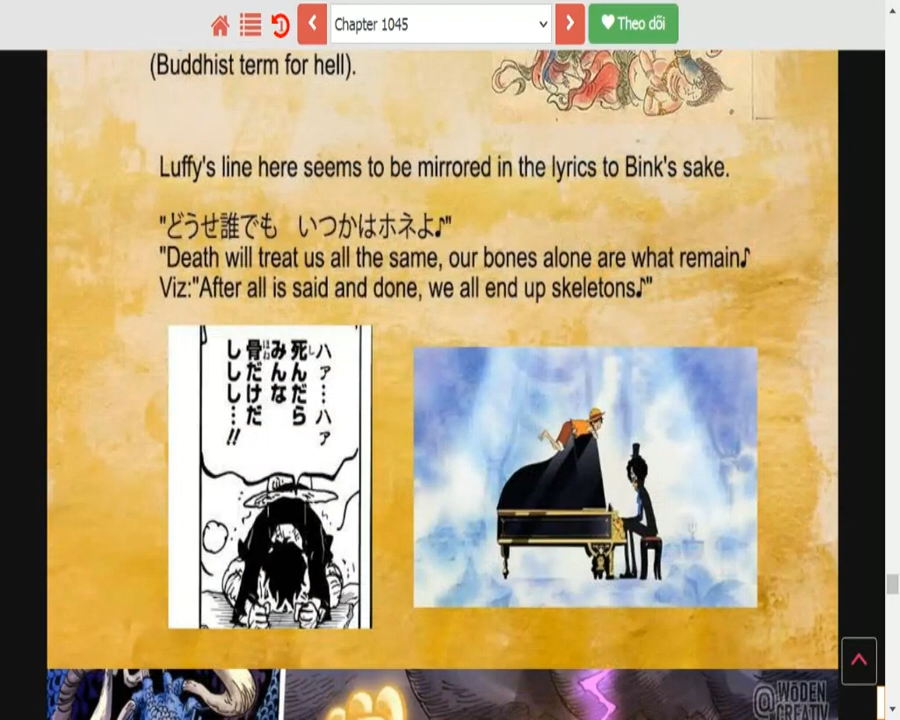 Chapter 1045
Theo dõi
(Buddhist term for hell).
Luffy's line here seems to be mirrored in the lyrics to Bink's sake.
"どうせ誰でも　いつかはホネよ♪"
"Death will treat us all the same, our bones alone are what remain♪
Viz:"After all is said and done, we all end up skeletons♪"
ハァ…ハァ
死んだら
みんな
骨だけだ
ししし…!!
@WŌDEN
CREATIV